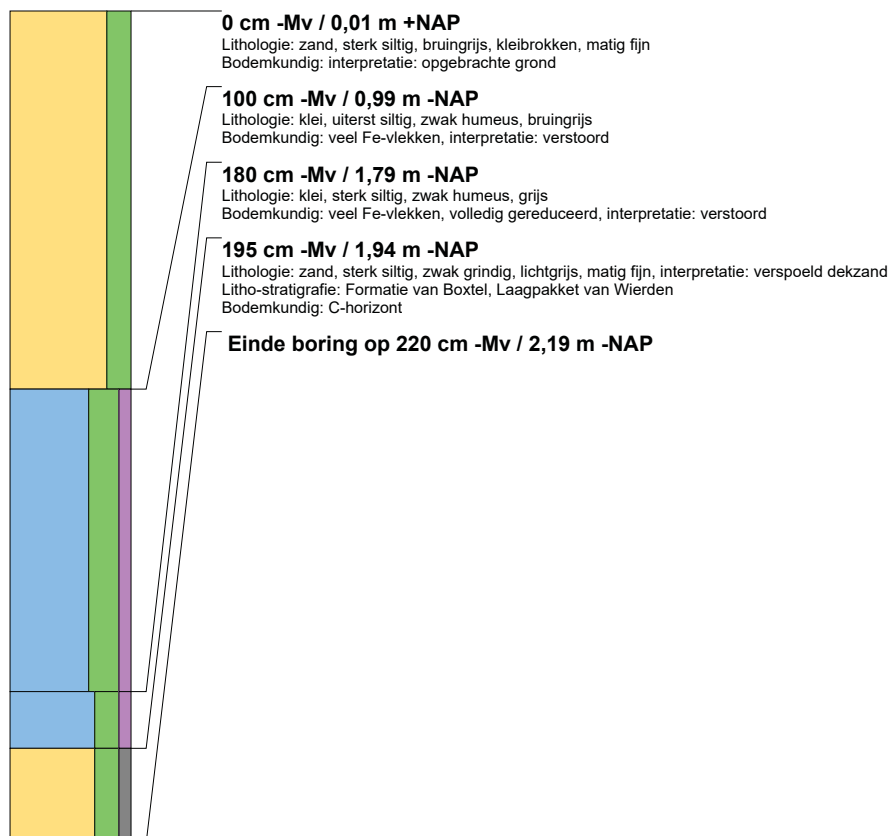 0 cm -Mv / 0,01 m +NAP
Lithologie: zand, sterk siltig, bruingrijs, kleibrokken, matig fijn
Bodemkundig: interpretatie: opgebrachte grond
100 cm -Mv / 0,99 m -NAP
Lithologie: klei, uiterst siltig, zwak humeus, bruingrijs
Bodemkundig: veel Fe-vlekken, interpretatie: verstoord
180 cm -Mv / 1,79 m -NAP
Lithologie: klei, sterk siltig, zwak humeus, grijs
Bodemkundig: veel Fe-vlekken, volledig gereduceerd, interpretatie: verstoord
195 cm -Mv / 1,94 m -NAP
Lithologie: zand, sterk siltig, zwak grindig, lichtgrijs, matig fijn, interpretatie: verspoeld dekzand
Litho-stratigrafie: Formatie van Boxtel, Laagpakket van Wierden
Bodemkundig: C-horizont
Einde boring op 220 cm -Mv / 2,19 m -NAP